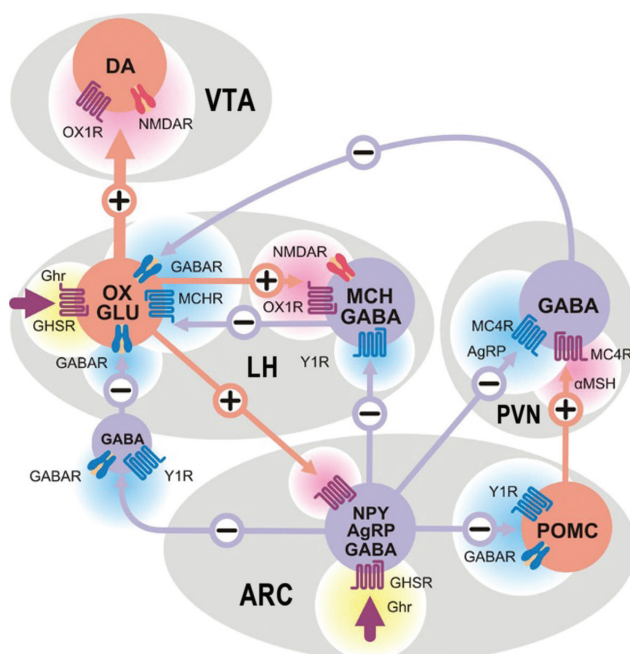 DA
VTA
OX1R
NMDAR
+
−
Ghr
GHSR
OX
GLU
GABAR
MCHR
GABAR
+
−
NMDAR
OX1R
MCH
GABA
Y1R
LH
GABA
MC4R
AgRP
MC4R
αMSH
PVN
−
+
−
−
+
GABA
GABAR
Y1R
−
NPY
AgRP
GABA
−
Y1R
GABAR
POMC
ARC
GHSR
Ghr